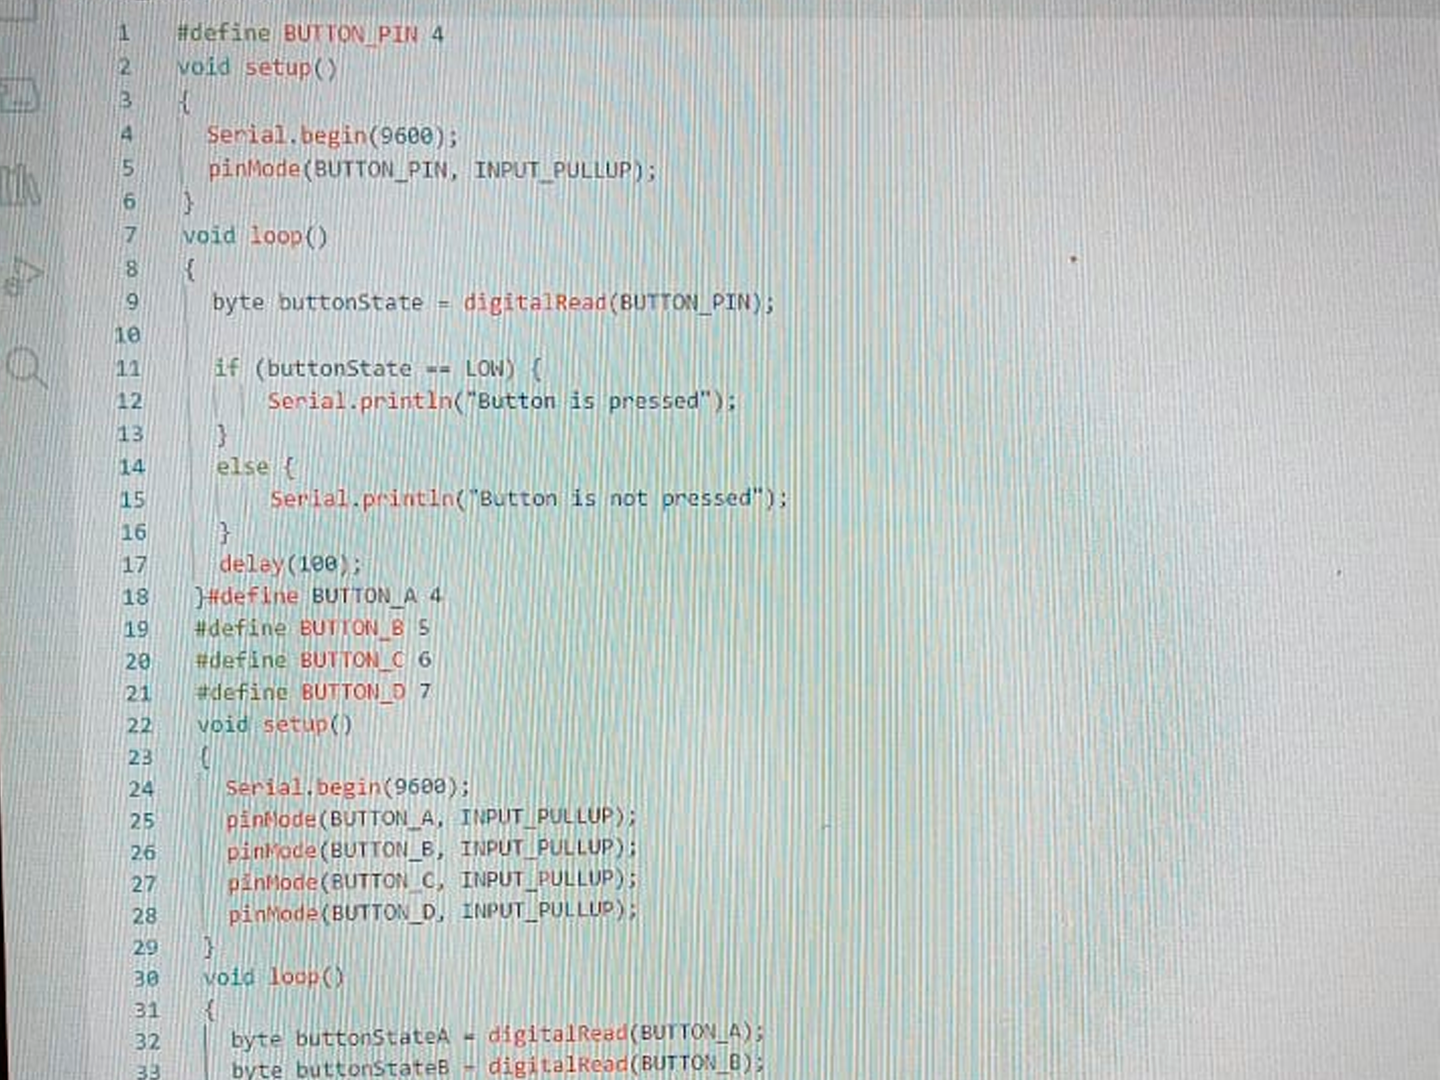 1 #define BUTTON_PIN 4
2 void setup()
3 {
4 Serial.begin(9600);
5 pinMode(BUTTON_PIN, INPUT_PULLUP);
6 }
7 void loop()
8 {
9 byte buttonState = digitalRead(BUTTON_PIN);
10
11 if (buttonState == LOW) {
12 Serial.println("Button is pressed");
13 }
14 else {
15 Serial.println("Button is not pressed");
16 }
17 delay(100);
18 }#define BUTTON_A 4
19 #define BUTTON_B 5
20 #define BUTTON_C 6
21 #define BUTTON_D 7
22 void setup()
23 {
24 Serial.begin(9600);
25 pinMode(BUTTON_A, INPUT_PULLUP);
26 pinMode(BUTTON_B, INPUT_PULLUP);
27 pinMode(BUTTON_C, INPUT_PULLUP);
28 pinMode(BUTTON_D, INPUT_PULLUP);
29 }
30 void loop()
31 {
32 byte buttonStateA = digitalRead(BUTTON_A);
33 byte buttonStateB = digitalRead(BUTTON_B);